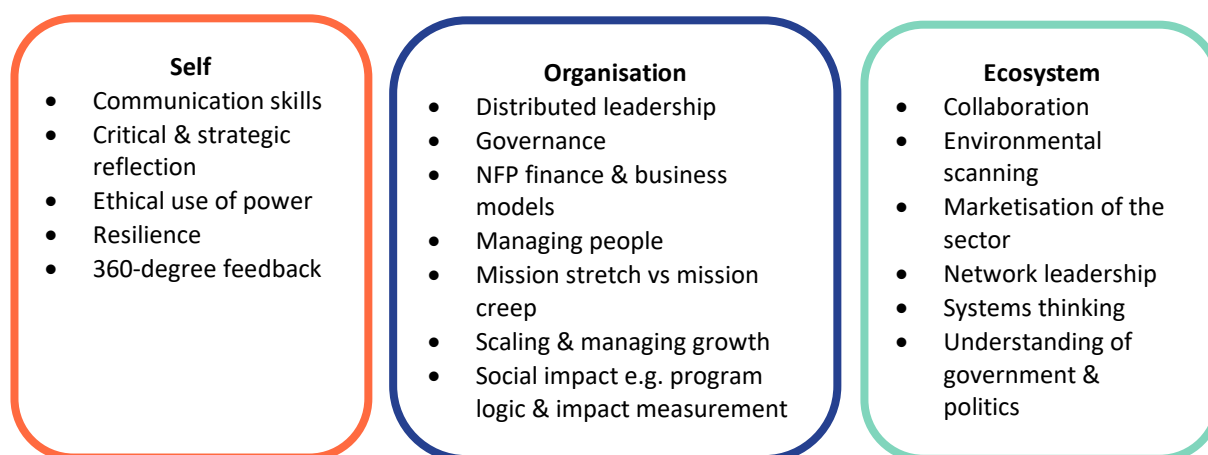 Self
• Communication skills
• Critical & strategic
reflection
• Ethical use of power
• Resilience
• 360-degree feedback
Organisation
• Distributed leadership
• Governance
• NFP finance & business
models
• Managing people
• Mission stretch vs mission
creep
• Scaling & managing growth
• Social impact e.g. program
logic & impact measurement
Ecosystem
• Collaboration
• Environmental
scanning
• Marketisation of the
sector
• Network leadership
• Systems thinking
• Understanding of
government &
politics